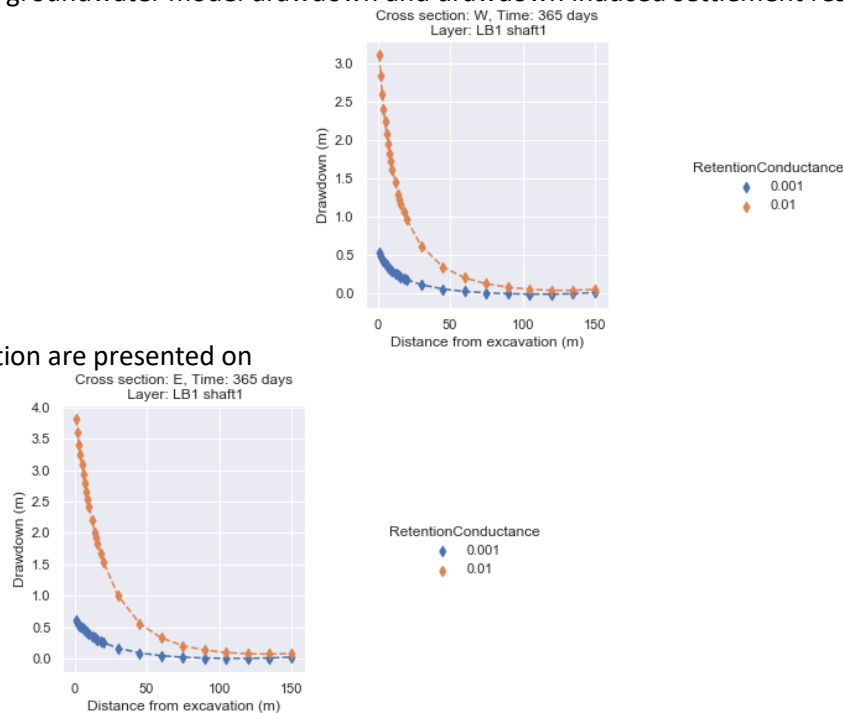 groundwater model drawdown and drawdown induced settlement
Cross section: W, Time: 365 days
Layer: LB1 shaft1
3.0
2.5
2.0
1.5
1.0
0.5
0.0
Drawdown (m)
0 50 100 150
Distance from excavation (m)
RetentionConductance
0.001
0.01
are presented on
Cross section: E, Time: 365 days
Layer: LB1 shaft1
4.0
3.5
3.0
2.5
2.0
1.5
1.0
0.5
0.0
Drawdown (m)
0 50 100 150
Distance from excavation (m)
RetentionConductance
0.001
0.01